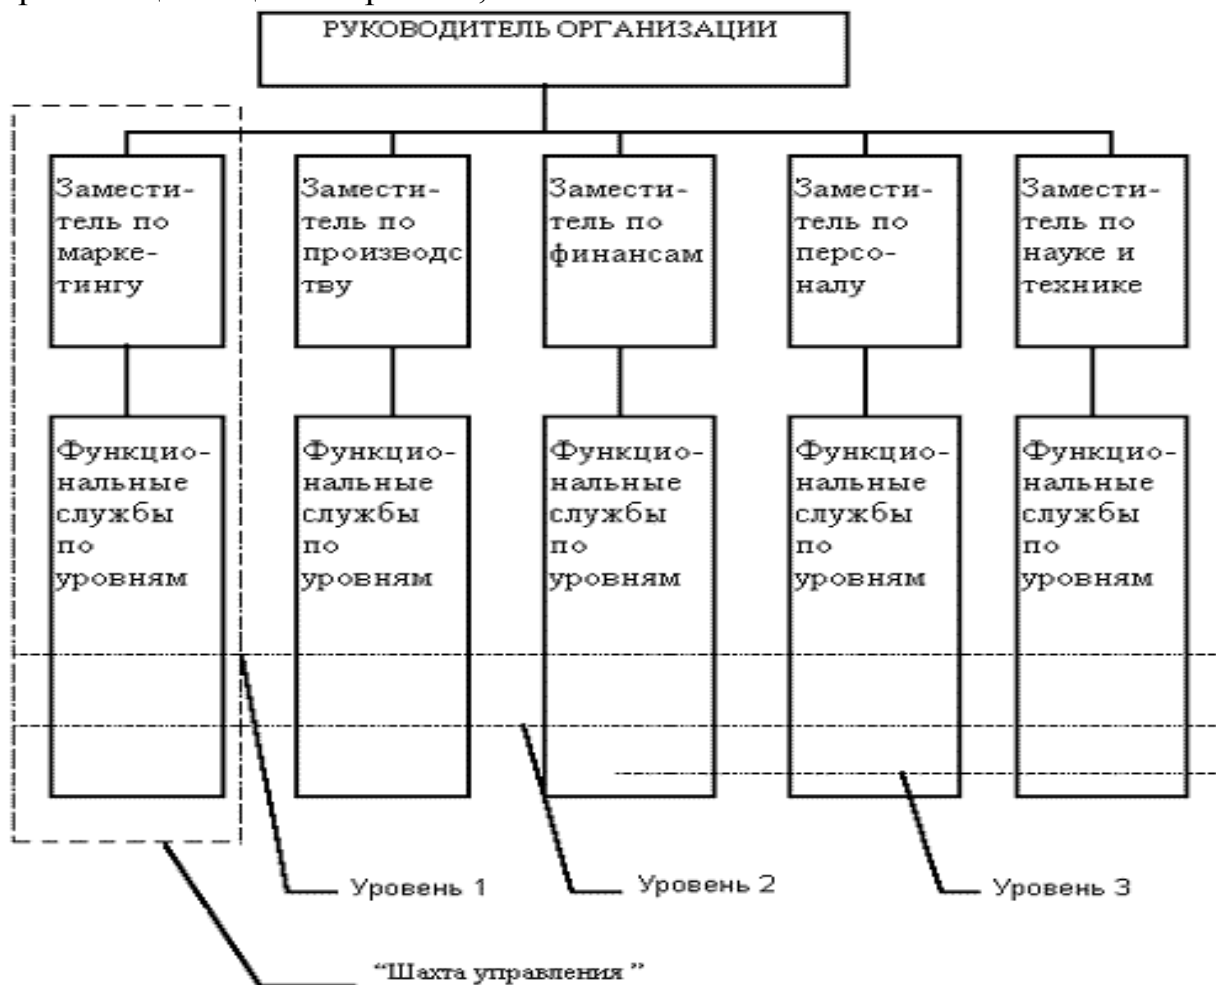 РУКОВОДИТЕЛЬ ОРГАНИЗАЦИИ
Замести-
тель по
марке-
тингу
Замести-
тель по
производс
тву
Замести-
тель по
финансам
Замести-
тель по
персо-
налу
Замести-
тель по
науке и
технике
Функцио-
нальные
службы
по
уровням
Функцио-
нальные
службы
по
уровням
Функцио-
нальные
службы
по
уровням
Функцио-
нальные
службы
по
уровням
Функцио-
нальные
службы
по
уровням
Уровень 1
Уровень 2
Уровень 3
“Шахта управления ”